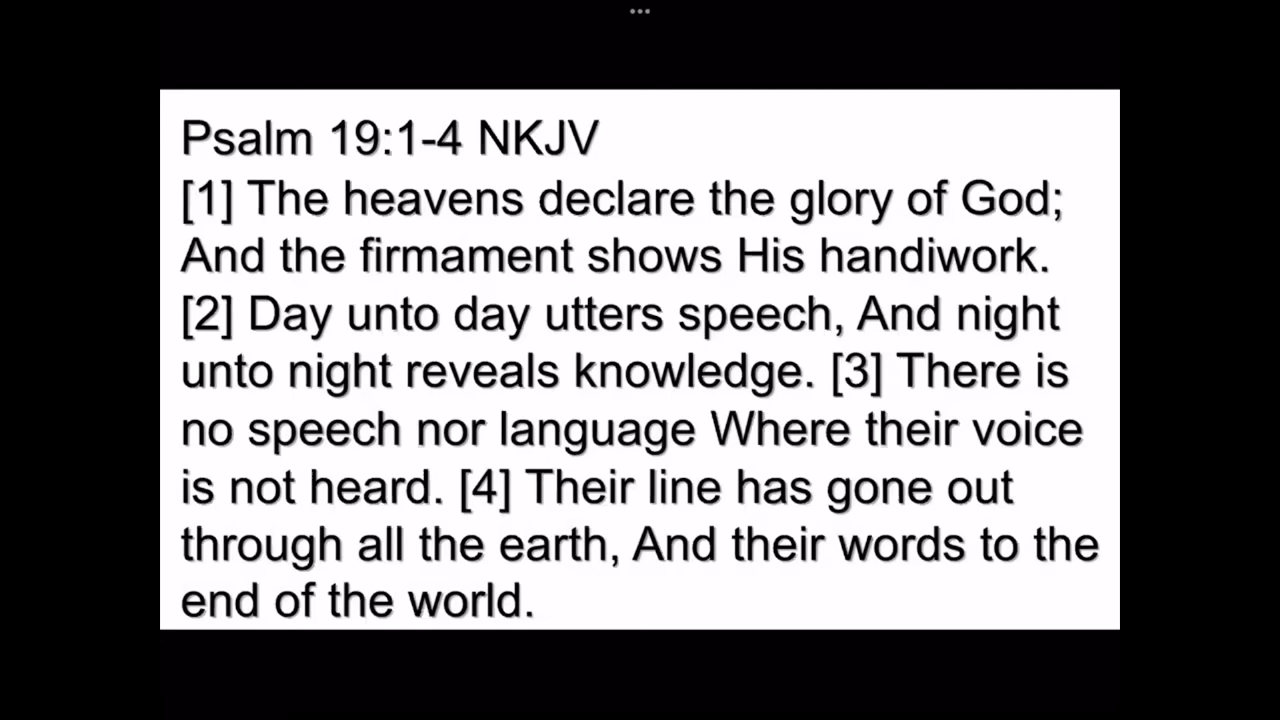 Psalm 19:1-4 NKJV
[1] The heavens declare the glory of God;
And the firmament shows His handiwork.
[2] Day unto day utters speech, And night
unto night reveals knowledge. [3] There is
no speech nor language Where their voice
is not heard. [4] Their line has gone out
through all the earth, And their words to the
end of the world.